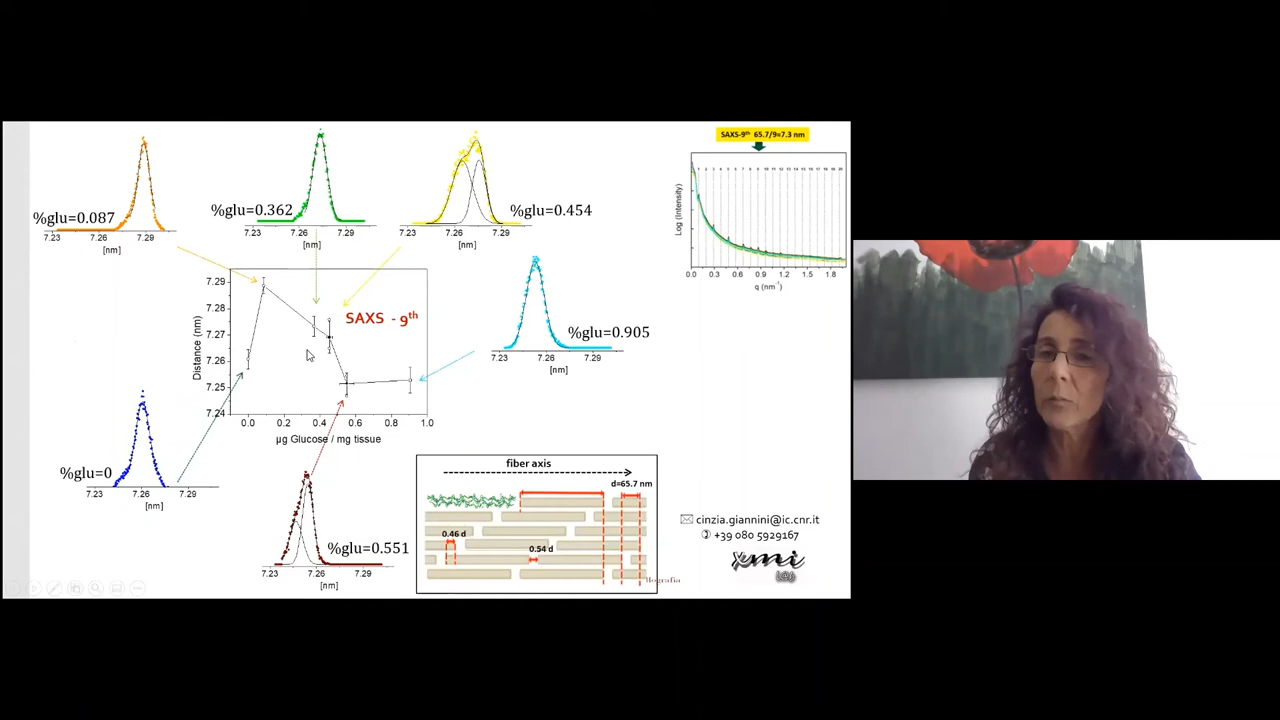 %glu=0.087
7.23 7.26 7.29
[nm]
%glu=0.362
7.23 7.26 7.29
[nm]
%glu=0.454
7.23 7.26 7.29
[nm]
SAXS-9th 65.7/9=7.3 nm
Log (Intensity)
0.0 0.3 0.6 0.9 1.2 1.5 1.8
q (nm⁻¹)
%glu=0.905
7.23 7.26 7.29
[nm]
SAXS - 9th
Distance (nm)
7.29
7.28
7.27
7.26
7.25
7.24
0.0 0.2 0.4 0.6 0.8 1.0
µg Glucose / mg tissue
%glu=0
7.23 7.26 7.29
[nm]
%glu=0.551
7.23 7.26 7.29
[nm]
fiber axis
d=65.7 nm
0.46 d
0.54 d
llografia
cinzia.giannini@ic.cnr.it
+39 080 5929167
xmi